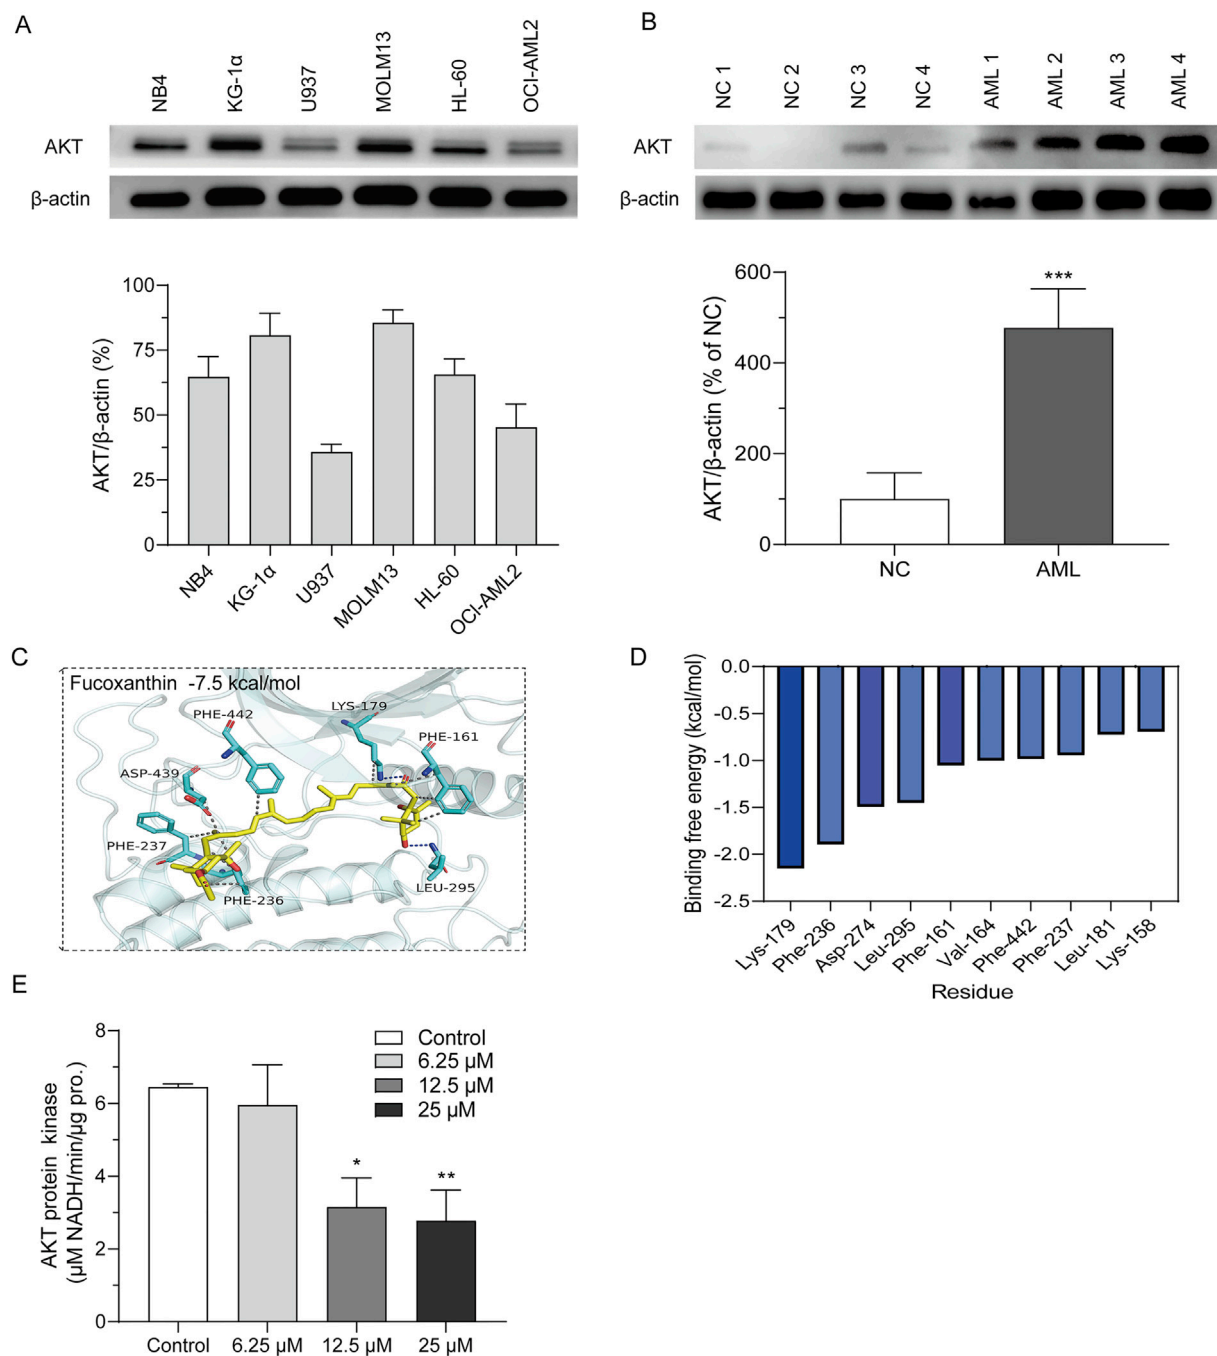 A
NB4
KG-1α
U937
MOLM13
HL-60
OCI-AML2
AKT
β-actin
100
75
50
25
0
AKT/β-actin (%)
NB4
KG-1α
U937
MOLM13
HL-60
OCI-AML2
B
NC 1
NC 2
NC 3
NC 4
AML 1
AML 2
AML 3
AML 4
AKT
β-actin
600
400
200
0
AKT/β-actin (% of NC)
***
NC
AML
C
Fucoxanthin -7.5 kcal/mol
PHE-442
LYS-179
PHE-161
ASP-439
PHE-237
PHE-236
LEU-295
D
0.0
-0.5
-1.0
-1.5
-2.0
-2.5
Binding free energy (kcal/mol)
Lys-179
Phe-236
Asp-274
Leu-295
Phe-161
Val-164
Phe-442
Phe-237
Leu-181
Lys-158
Residue
E
8
6
4
2
0
AKT protein kinase
(μM NADH/min/μg pro.)
Control
6.25 μM
12.5 μM
25 μM
*
**
Control
6.25 μM
12.5 μM
25 μM